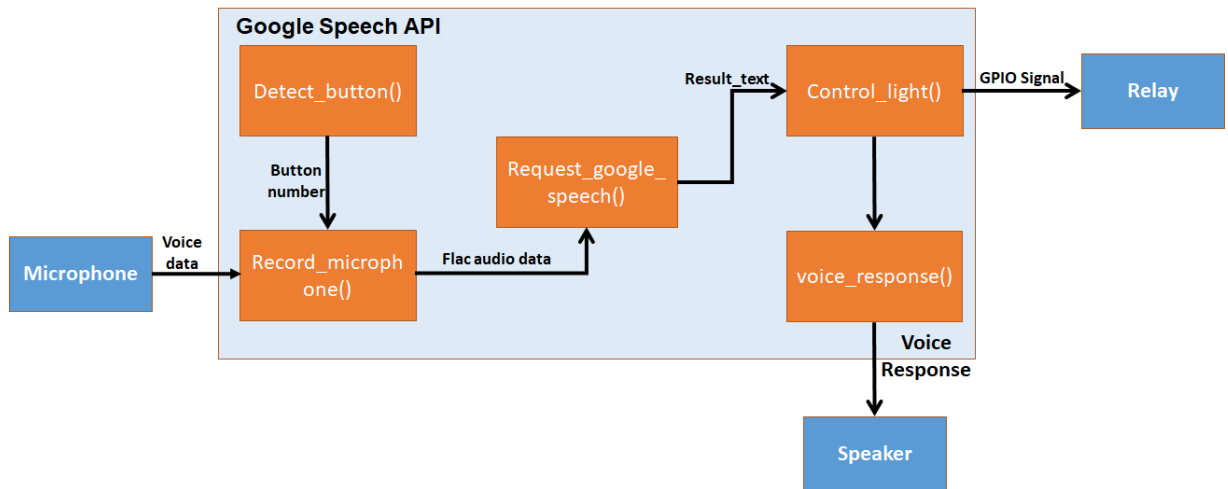 Google Speech API
Detect_button()
Button
number
Microphone
Voice
data
Record_microph
one()
Flac audio data
Request_google_
speech()
Result_text
Control_light()
GPIO Signal
Relay
voice_response()
Voice
Response
Speaker